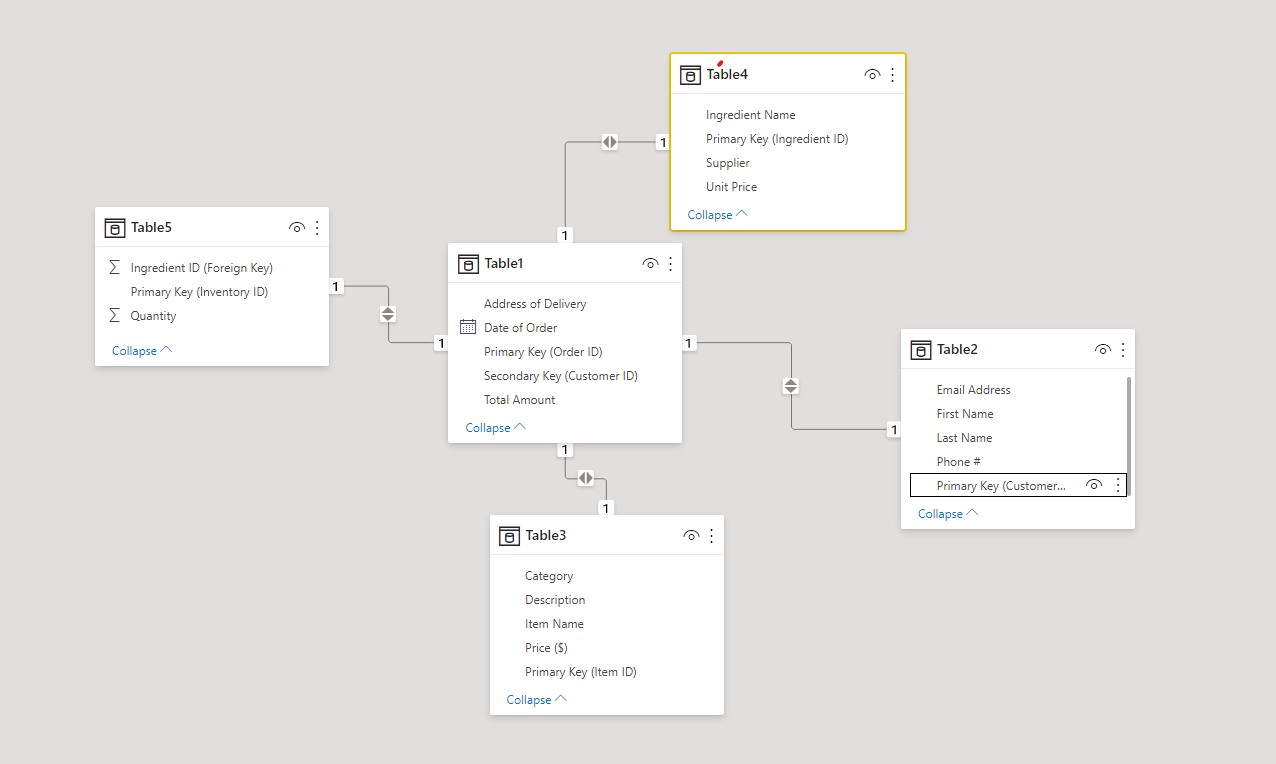 Table4
Ingredient Name
Primary Key (Ingredient ID)
Supplier
Unit Price
Collapse
1
1
Table5
Ingredient ID (Foreign Key)
Primary Key (Inventory ID)
Quantity
Collapse
1
1
Table1
Address of Delivery
Date of Order
Primary Key (Order ID)
Secondary Key (Customer ID)
Total Amount
Collapse
1
1
Table2
Email Address
First Name
Last Name
Phone #
Primary Key (Customer...
Collapse
1
1
Table3
Category
Description
Item Name
Price ($)
Primary Key (Item ID)
Collapse